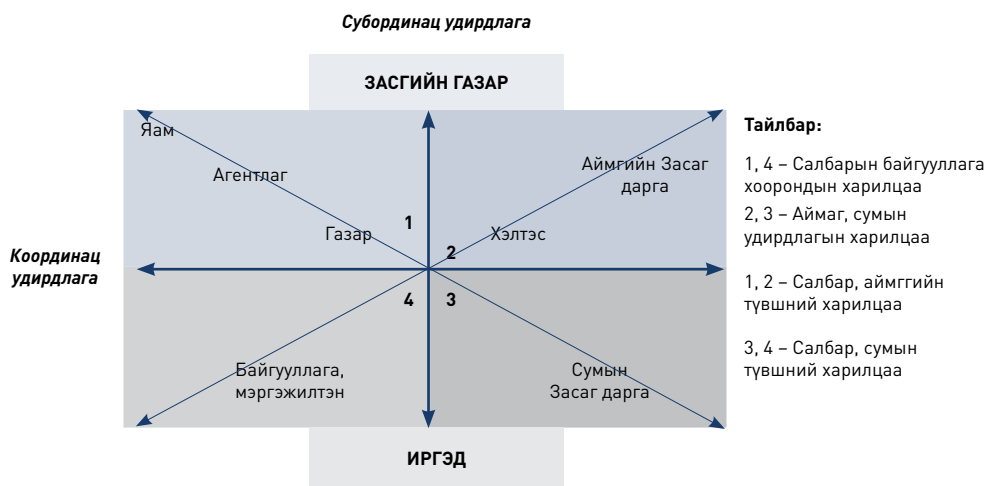 Субординац удирдлага
ЗАСГИЙН ГАЗАР
Яам
Агентлаг
Газар
1
Аймгийн Засаг
дарга
Хэлтэс
2
Координац
удирдлага
4
3
Байгууллага,
мэргэжилтэн
Сумын
Засаг дарга
ИРГЭД
Тайлбар:
1, 4 – Салбарын байгууллага
хоорондын харилцаа
2, 3 – Аймаг, сумын
удирдлагын харилцаа
1, 2 – Салбар, аймггийн
түвшний харилцаа
3, 4 – Салбар, сумын
түвшний харилцаа